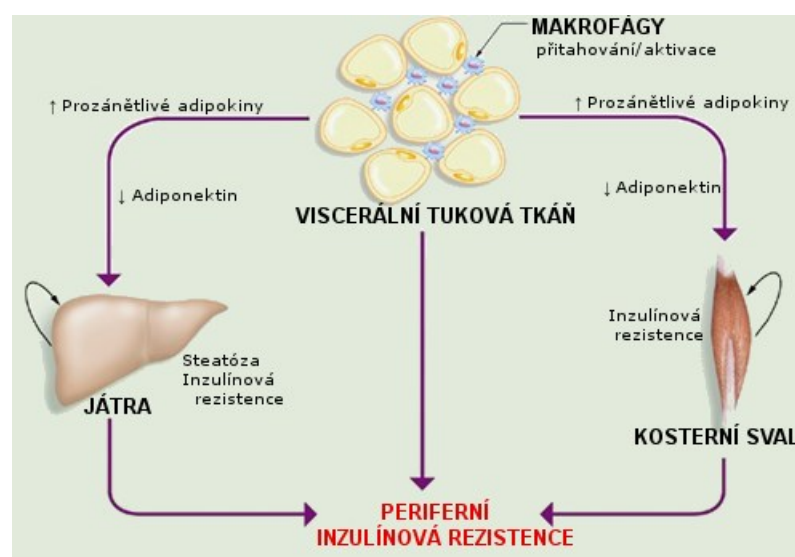 MAKROFÁGY
přitahování/aktivace
↑ Prozánětlivé adipokiny
↑ Prozánětlivé adipokiny
↓ Adiponektin
↓ Adiponektin
VISCERÁLNÍ TUKOVÁ TKÁŇ
Inzulínová
rezistence
Steatóza
Inzulínová
rezistence
JÁTRA
KOSTERNÍ SVAL
PERIFERNÍ
INZULÍNOVÁ REZISTENCE